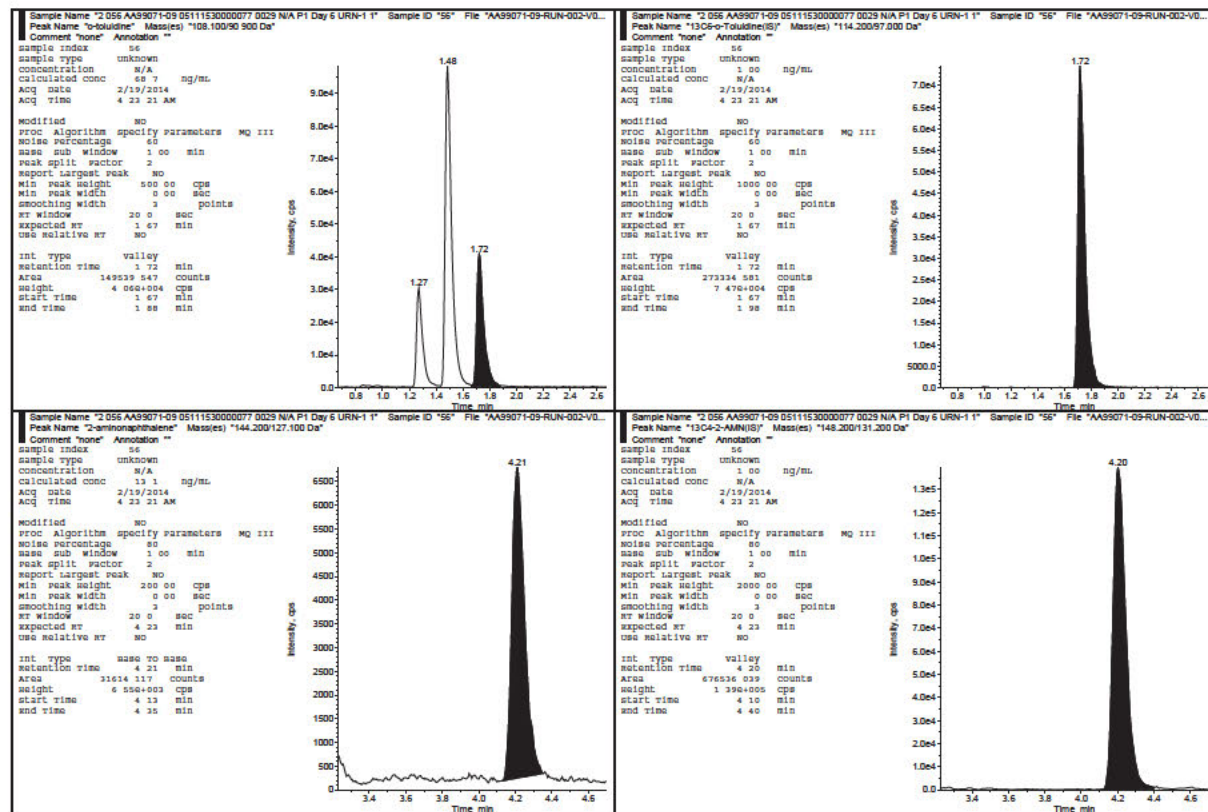 Sample Name "2 056 AA99071-09 05111530000077 0029 N/A P1 Day 6 URN-1 1" Sample ID "56" File "AA99071-09-RUN-002-V0...
Peak Name "o-toluidine" Mass(es) "108.100/90 900 Da"
Comment "none" Annotation ""
Sample Index 56
Sample Type Unknown
Concentration N/A
Calculated Conc 68 7 ng/mL
Acq Date 2/19/2014
Acq Time 4 23 21 AM
Modified NO
Proc Algorithm Specify Parameters MQ III
Noise Percentage 60
Base Sub Window 1 00 min
Peak Split Factor 2
Report Largest Peak NO
Min Peak Height 500 00 cps
Min Peak Width 0 00 sec
Smoothing Width 3 points
RT Window 20 0 sec
Expected RT 1 67 min
Use Relative RT NO
Int Type Valley
Retention Time 1 72 min
Area 149539 547 counts
Height 4 06e+004 cps
Start Time 1 67 min
End Time 1 88 min
Intensity, cps
9.0e4
8.0e4
7.0e4
6.0e4
5.0e4
4.0e4
3.0e4
2.0e4
1.0e4
0.0
1.27
1.48
1.72
0.8 1.0 1.2 1.4 1.6 1.8 2.0 2.2 2.4 2.6
Time, min
Sample Name "2 056 AA99071-09 05111530000077 0029 N/A P1 Day 6 URN-1 1" Sample ID "56" File "AA99071-09-RUN-002-V0...
Peak Name "13C6-o-Toluidine(IS)" Mass(es) "114.200/97.000 Da"
Comment "none" Annotation ""
Sample Index 56
Sample Type Unknown
Concentration 1 00 ng/mL
Calculated Conc N/A
Acq Date 2/19/2014
Acq Time 4 23 21 AM
Modified NO
Proc Algorithm Specify Parameters MQ III
Noise Percentage 60
Base Sub Window 1 00 min
Peak Split Factor 2
Report Largest Peak NO
Min Peak Height 1000 00 cps
Min Peak Width 0 00 sec
Smoothing Width 3 points
RT Window 20 0 sec
Expected RT 1 67 min
Use Relative RT NO
Int Type Valley
Retention Time 1 72 min
Area 273334 581 counts
Height 7 47e+004 cps
Start Time 1 67 min
End Time 1 98 min
Intensity, cps
7.0e4
6.0e4
5.0e4
4.0e4
3.0e4
2.0e4
1.0e4
5000.0
0.0
1.72
0.8 1.0 1.2 1.4 1.6 1.8 2.0 2.2 2.4 2.6
Time, min
Sample Name "2 056 AA99071-09 05111530000077 0029 N/A P1 Day 6 URN-1 1" Sample ID "56" File "AA99071-09-RUN-002-V0...
Peak Name "2-aminonaphthalene" Mass(es) "144.200/127.100 Da"
Comment "none" Annotation ""
Sample Index 56
Sample Type Unknown
Concentration N/A
Calculated Conc 13 1 ng/mL
Acq Date 2/19/2014
Acq Time 4 23 21 AM
Modified NO
Proc Algorithm Specify Parameters MQ III
Noise Percentage 80
Base Sub Window 1 00 min
Peak Split Factor 2
Report Largest Peak NO
Min Peak Height 200 00 cps
Min Peak Width 0 00 sec
Smoothing Width 3 points
RT Window 20 0 sec
Expected RT 4 23 min
Use Relative RT NO
Int Type Base To Base
Retention Time 4 21 min
Area 31614 117 counts
Height 6 55e+003 cps
Start Time 4 13 min
End Time 4 35 min
Intensity, cps
6500
6000
5500
5000
4500
4000
3500
3000
2500
2000
1500
1000
500
0
4.21
3.4 3.6 3.8 4.0 4.2 4.4 4.6
Time, min
Sample Name "2 056 AA99071-09 05111530000077 0029 N/A P1 Day 6 URN-1 1" Sample ID "56" File "AA99071-09-RUN-002-V0...
Peak Name "13C4-2-AMN(IS)" Mass(es) "148.200/131.200 Da"
Comment "none" Annotation ""
Sample Index 56
Sample Type Unknown
Concentration 1 00 ng/mL
Calculated Conc N/A
Acq Date 2/19/2014
Acq Time 4 23 21 AM
Modified NO
Proc Algorithm Specify Parameters MQ III
Noise Percentage 80
Base Sub Window 1 00 min
Peak Split Factor 2
Report Largest Peak NO
Min Peak Height 2000 00 cps
Min Peak Width 0 00 sec
Smoothing Width 3 points
RT Window 20 0 sec
Expected RT 4 23 min
Use Relative RT NO
Int Type Valley
Retention Time 4 20 min
Area 676536 039 counts
Height 1 39e+005 cps
Start Time 4 10 min
End Time 4 40 min
Intensity, cps
1.3e5
1.2e5
1.1e5
1.0e5
9.0e4
8.0e4
7.0e4
6.0e4
5.0e4
4.0e4
3.0e4
2.0e4
1.0e4
0.0
4.20
3.4 3.6 3.8 4.0 4.2 4.4 4.6
Time, min